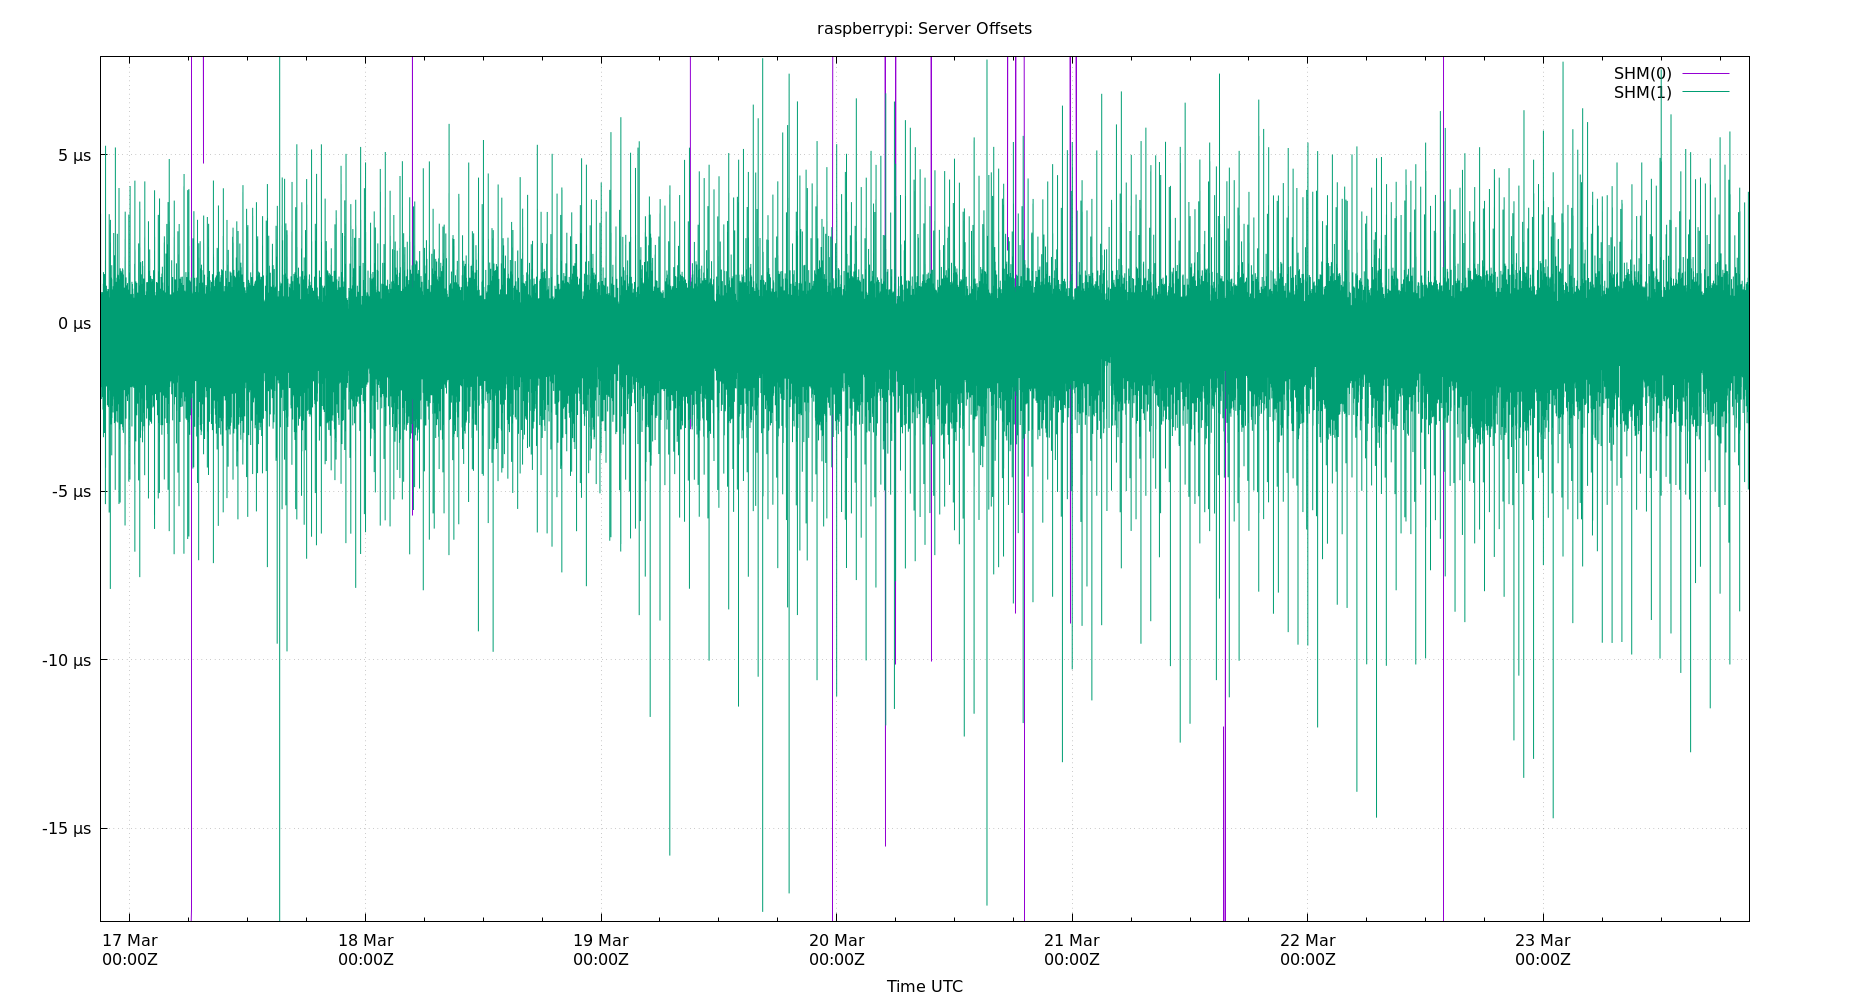 raspberrypi: Server Offsets
SHM(0)
SHM(1)
5 µs
0 µs
-5 µs
-10 µs
-15 µs
17 Mar 18 Mar 19 Mar 20 Mar 21 Mar 22 Mar 23 Mar
00:00Z 00:00Z 00:00Z 00:00Z 00:00Z 00:00Z 00:00Z
Time UTC